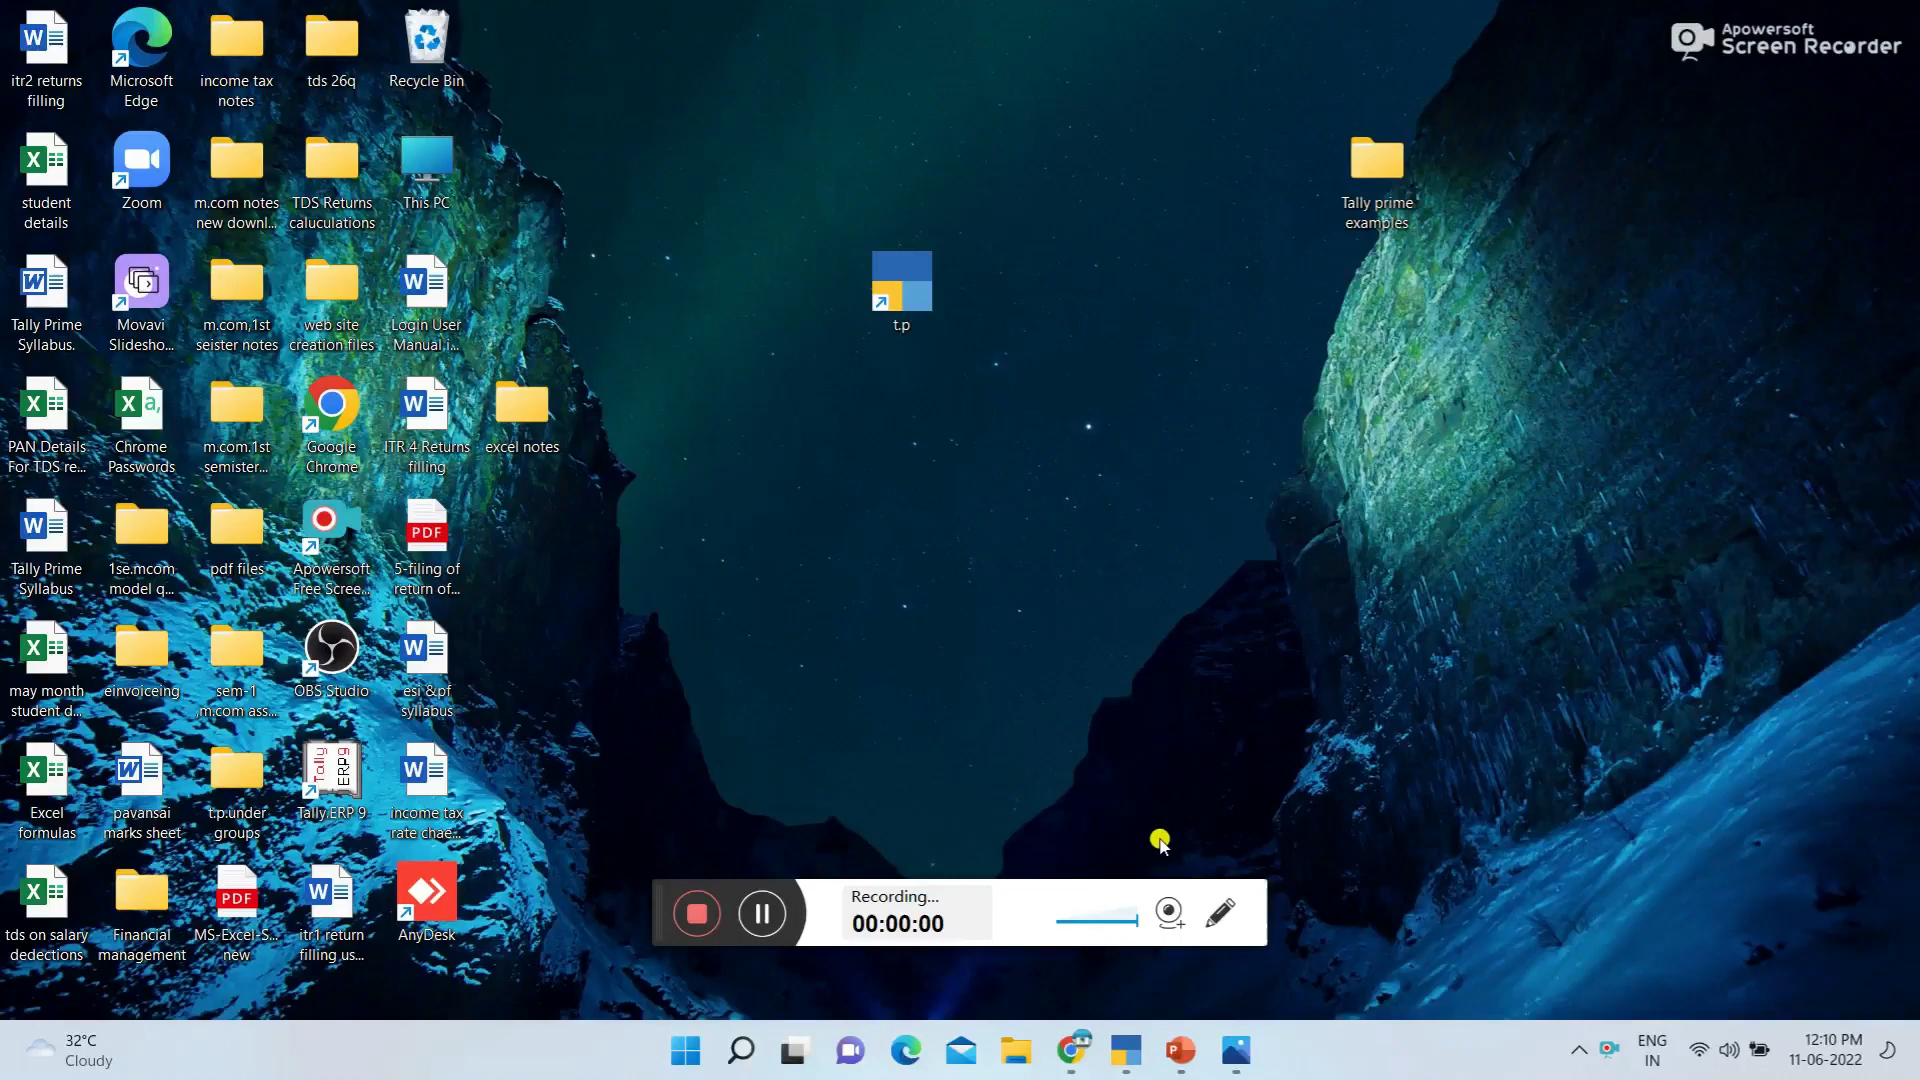 itr2 returns
filling
Microsoft
Edge
income tax
notes
tds 26q
Recycle Bin
Apowersoft
Screen Recorder
student
details
Zoom
m.com notes
new downl...
TDS Returns
caluculations
This PC
Tally prime
examples
Tally Prime
Syllabus.
Movavi
Slidesho...
m.com,1st
seister notes
web site
creation files
Login User
Manual i...
t.p
PAN Details
For TDS re...
Chrome
Passwords
m.com.1st
semister...
Google
Chrome
ITR 4 Returns
filling
excel notes
Tally Prime
Syllabus
1se.mcom
model q...
pdf files
Apowersoft
Free Scree...
PDF
5-filing of
return of...
may month
student d...
einvoiceing
sem-1
,m.com ass...
OBS Studio
esi &pf
syllabus
Excel
formulas
pavansai
marks sheet
t.p.under
groups
Tally
ERP9
Tally.ERP 9
income tax
rate chae...
tds on salary
dedections
Financial
management
PDF
MS-Excel-S...
new
itr1 return
filling us...
AnyDesk
Recording...
00:00:00
32°C
Cloudy
ENG
IN
12:10 PM
11-06-2022